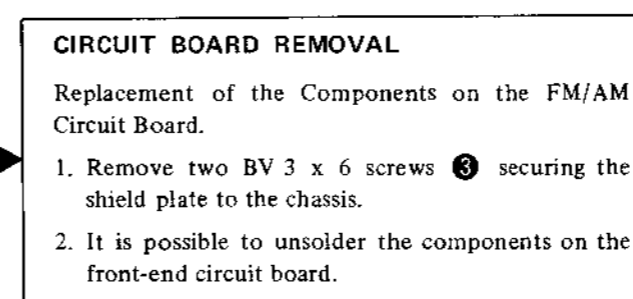 CIRCUIT BOARD REMOVAL
Replacement of the Components on the FM/AM
Circuit Board.
1. Remove two BV 3 x 6 screws ❸ securing the
shield plate to the chassis.
2. It is possible to unsolder the components on the
front-end circuit board.